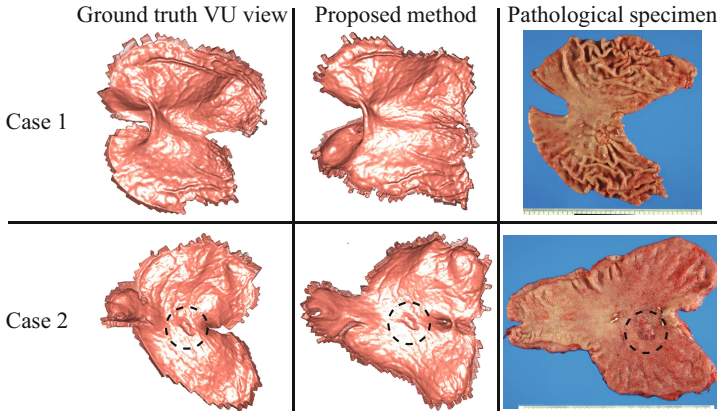 Ground truth VU view Proposed method Pathological specimen
Case 1
Case 2